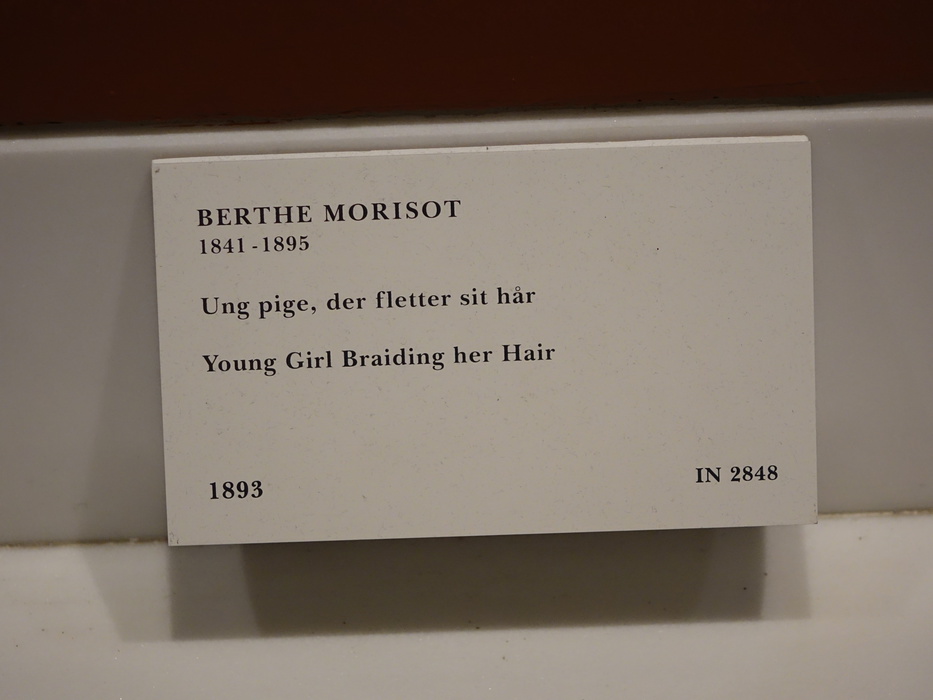 BERTHE MORISOT
1841 - 1895
Ung pige, der fletter sit hår
Young Girl Braiding her Hair
1893
IN 2848